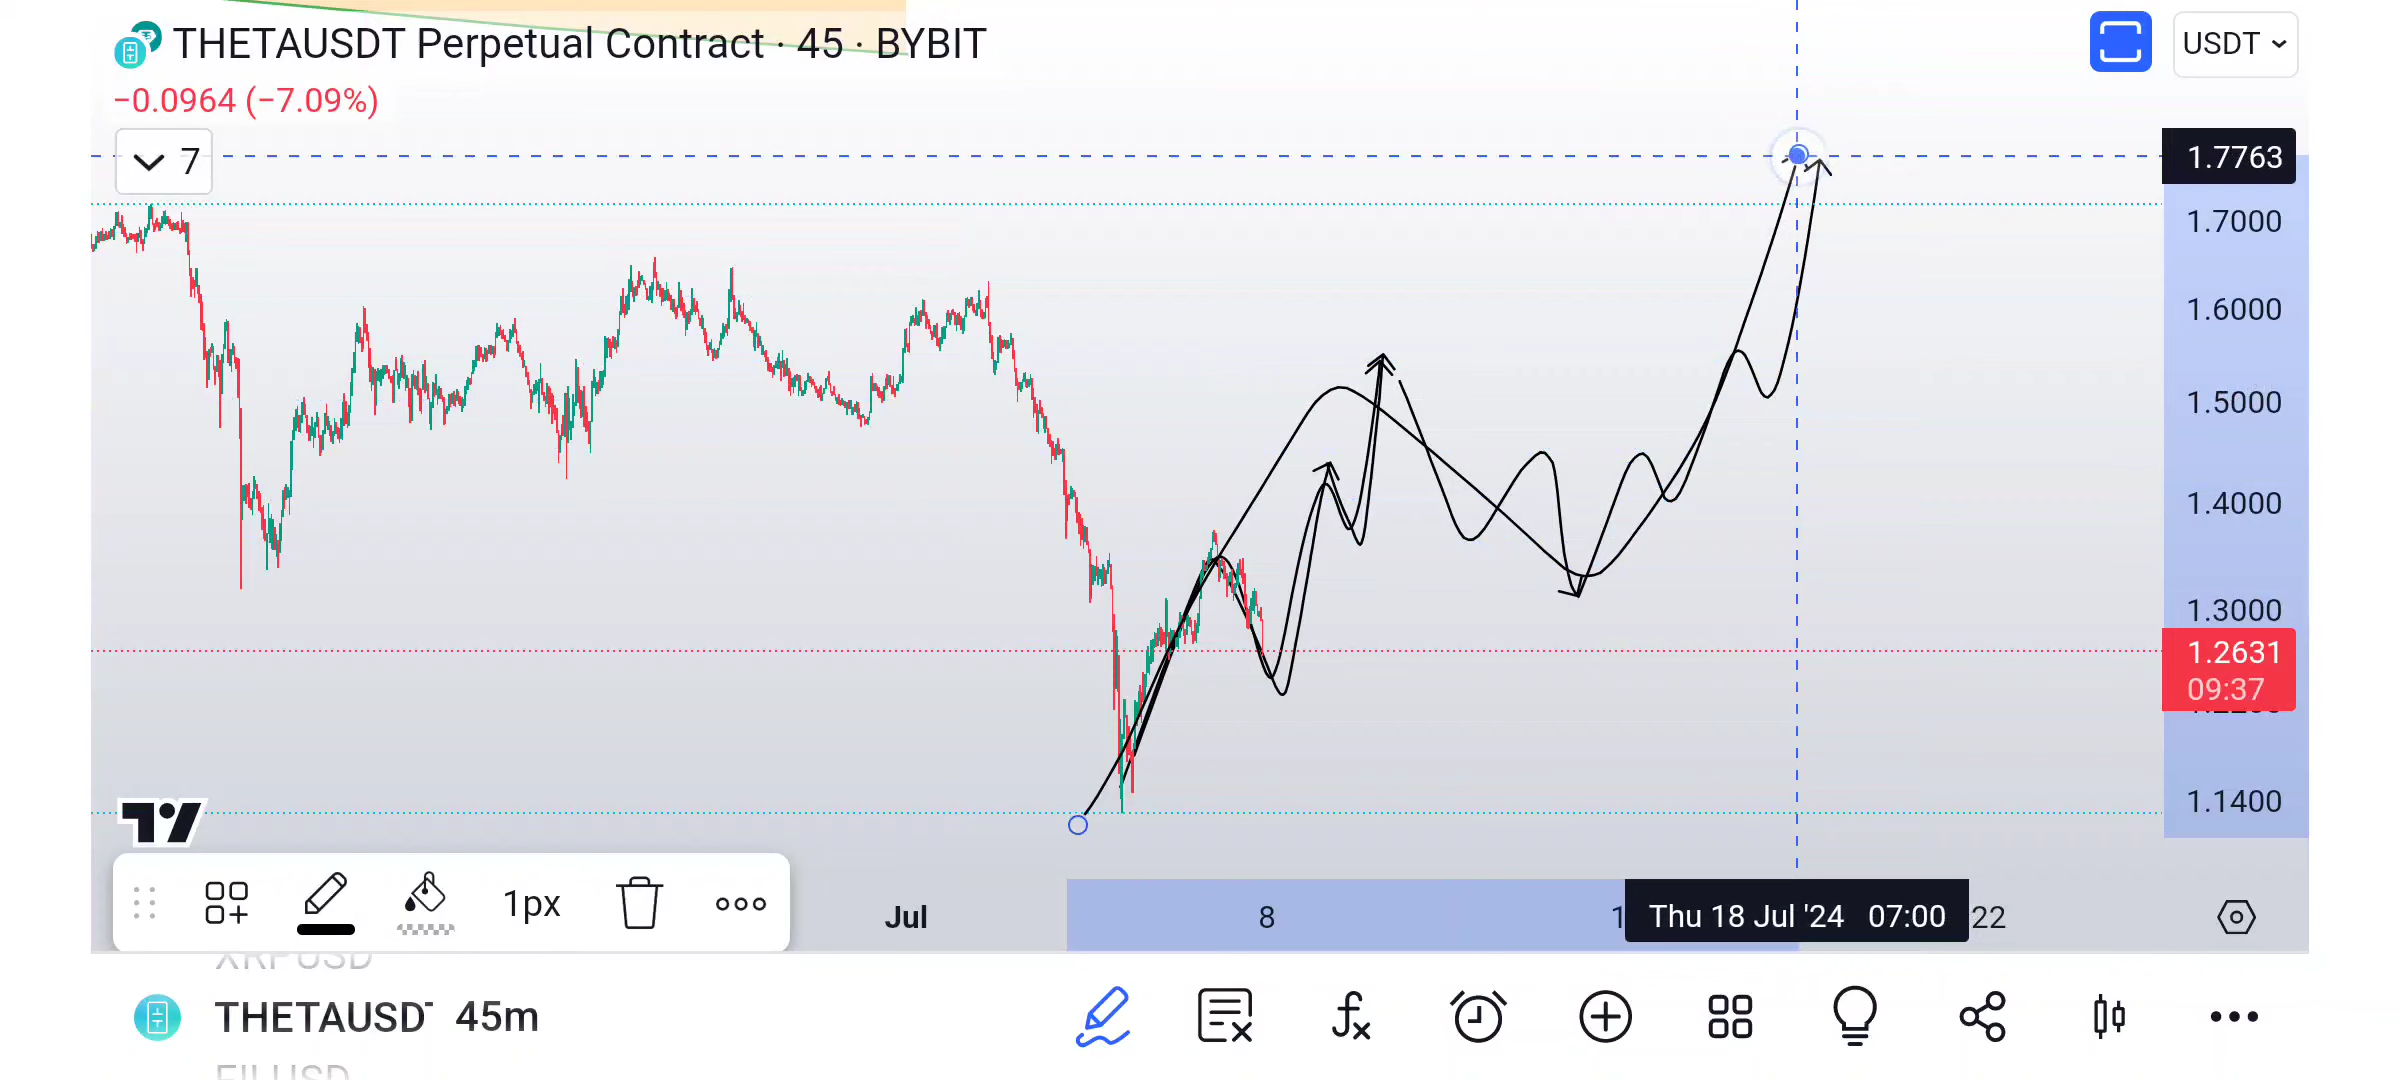 THETAUSDT Perpetual Contract · 45 · BYBIT
USDT
−0.0964 (−7.09%)
7
1.7763
1.7000
1.6000
1.5000
1.4000
1.3000
1.2631
09:37
1.1400
1px
Jul
8
Thu 18 Jul '24 07:00
22
XRPUSD
THETAUSD 45m
FILUSD